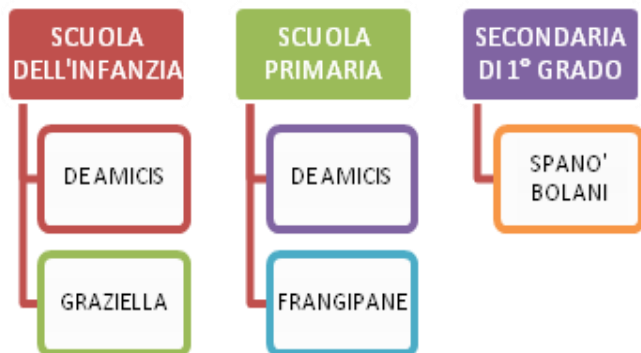 SCUOLA
DELL'INFANZIA
DE AMICIS
GRAZIELLA
SCUOLA
PRIMARIA
DE AMICIS
FRANGIPANE
SECONDARIA
DI 1° GRADO
SPANO'
BOLANI